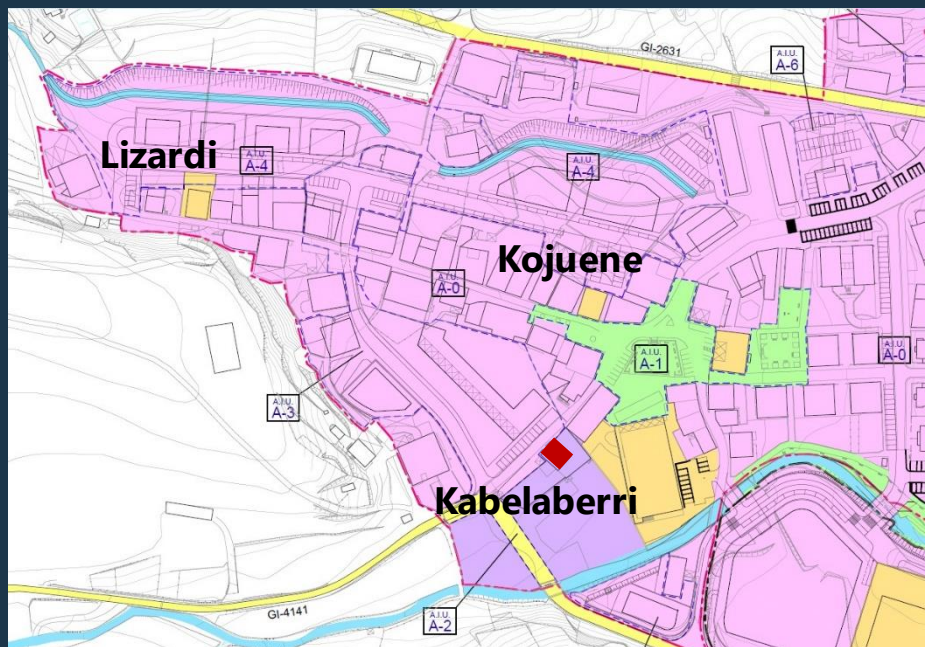 GI-2631
A.I.U.
A-6
Lizardi
A.I.U.
A-4
A.I.U.
A-4
Kojuene
A.I.U.
A-0
A.I.U.
A-1
A.I.U.
A-0
A.I.U.
A-3
Kabelaberri
GI-4141
A.I.U.
A-2